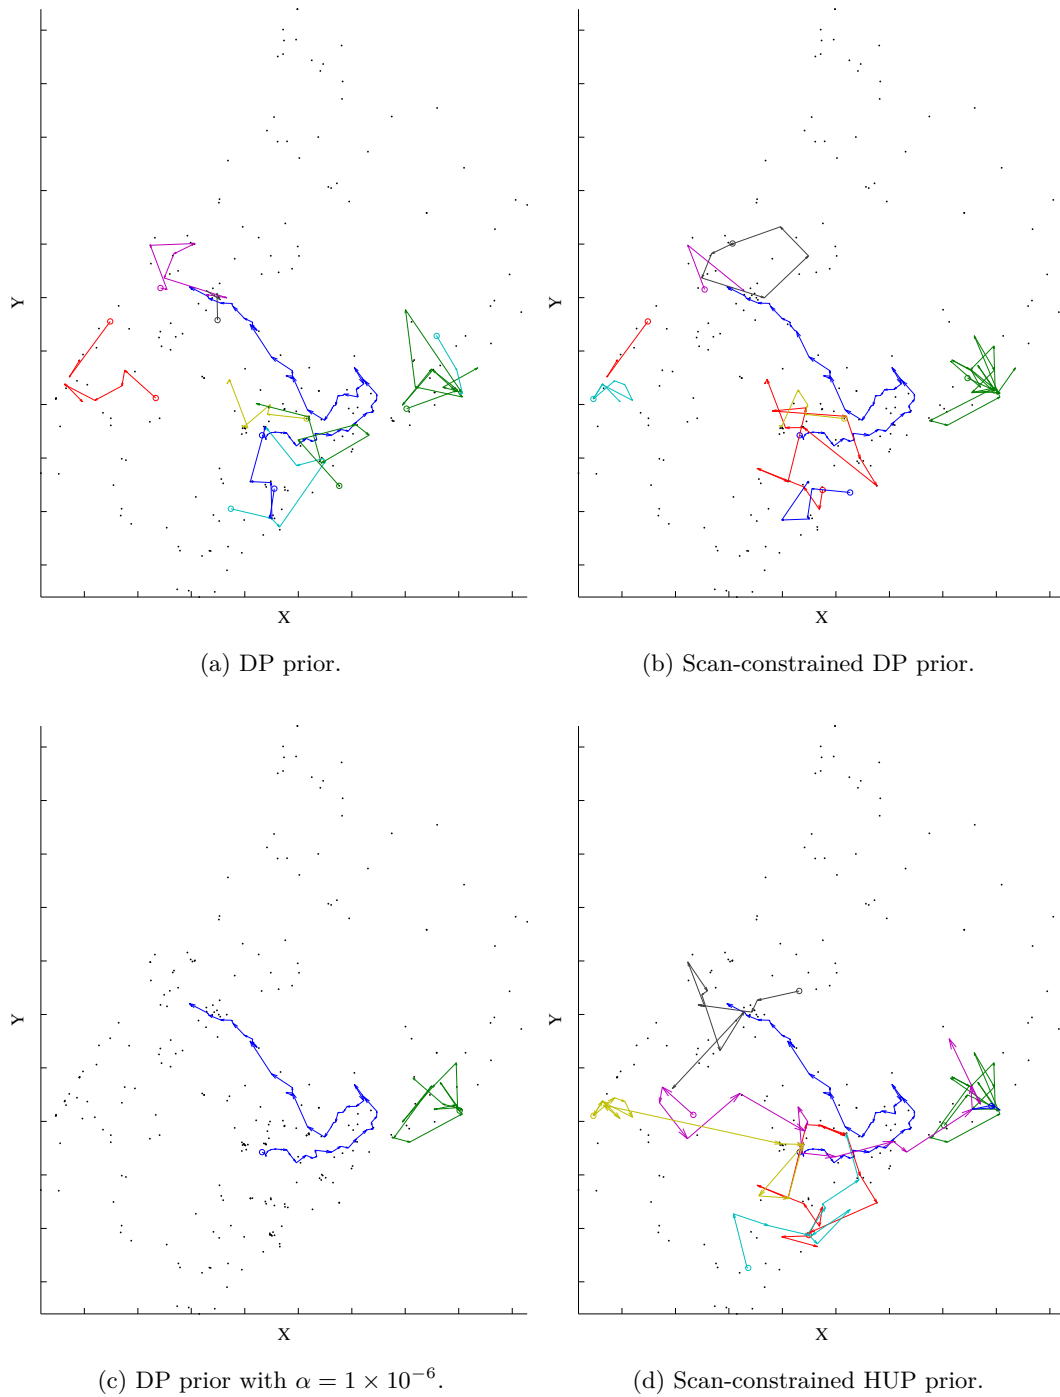 Y
Y
X
X
(a) DP prior.
(b) Scan-constrained DP prior.
Y
Y
X
X
(c) DP prior with α = 1 × 10⁻⁶.
(d) Scan-constrained HUP prior.